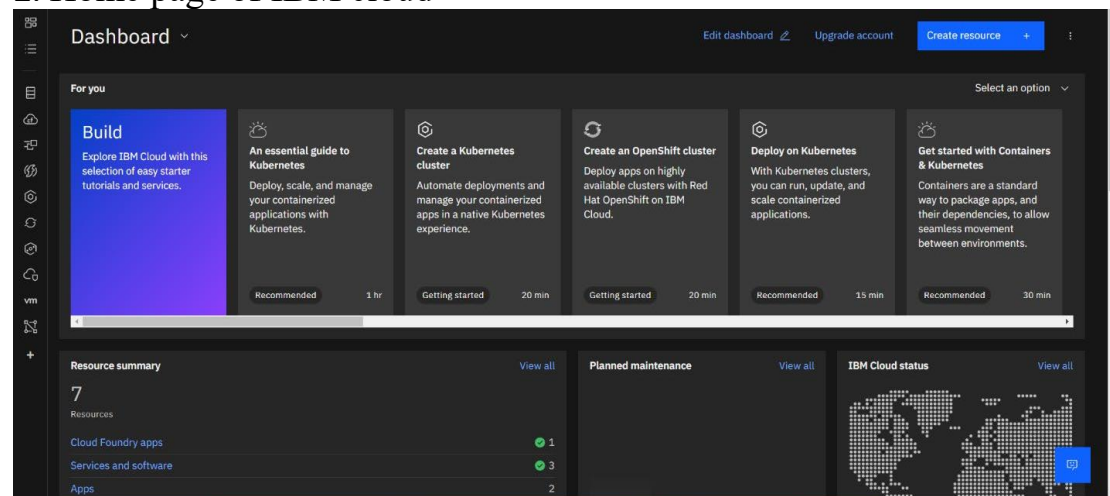 Home page of IBM cloud
Dashboard
Edit dashboard
Upgrade account
Create resource +
For you
Select an option
Build
Explore IBM Cloud with this
selection of easy starter
tutorials and services.
An essential guide to
Kubernetes
Deploy, scale, and manage
your containerized
applications with
Kubernetes.
Recommended 1 hr
Create a Kubernetes
cluster
Automate deployments and
manage your containerized
apps in a native Kubernetes
experience.
Getting started 20 min
Create an OpenShift cluster
Deploy apps on highly
available clusters with Red
Hat OpenShift on IBM
Cloud.
Getting started 20 min
Deploy on Kubernetes
With Kubernetes clusters,
you can run, update, and
scale containerized
applications.
Recommended 15 min
Get started with Containers
& Kubernetes
Containers are a standard
way to package apps, and
their dependencies, to allow
seamless movement
between environments.
Recommended 30 min
vm
Resource summary View all
7
Resources
Cloud Foundry apps 1
Services and software 3
Apps 2
Planned maintenance View all
IBM Cloud status View all